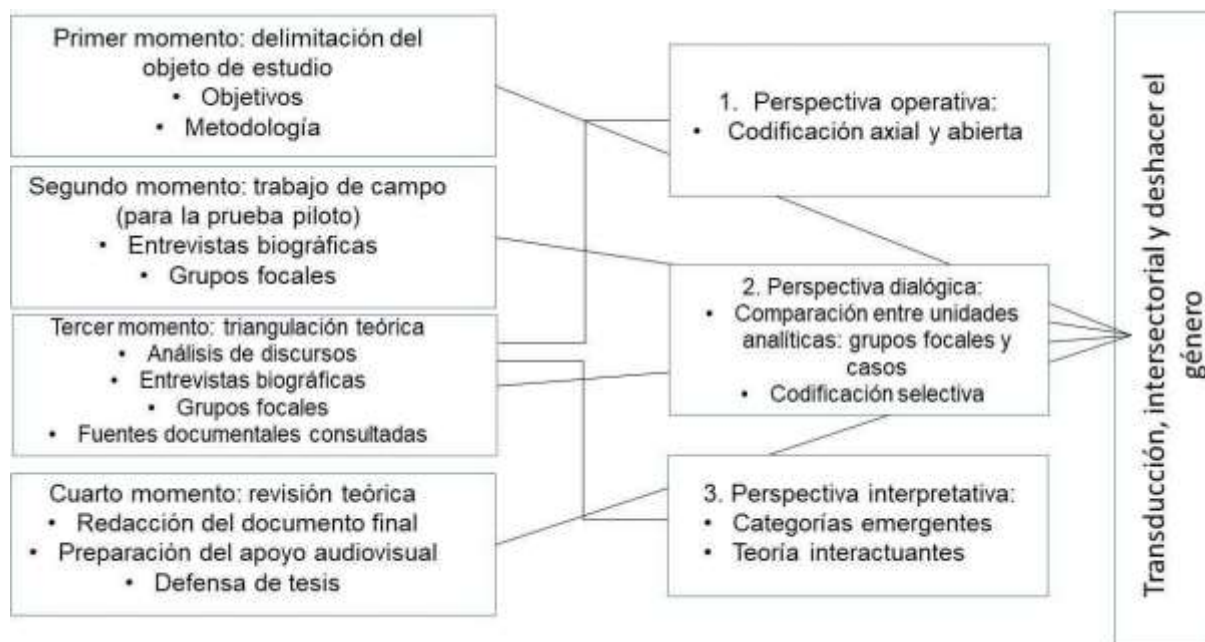 Primer momento: delimitación del
objeto de estudio
• Objetivos
• Metodología
Segundo momento: trabajo de campo
(para la prueba piloto)
• Entrevistas biográficas
• Grupos focales
Tercer momento: triangulación teórica
• Análisis de discursos
• Entrevistas biográficas
• Grupos focales
• Fuentes documentales consultadas
Cuarto momento: revisión teórica
• Redacción del documento final
• Preparación del apoyo audiovisual
• Defensa de tesis
1. Perspectiva operativa:
• Codificación axial y abierta
2. Perspectiva dialógica:
• Comparación entre unidades
analíticas: grupos focales y
casos
• Codificación selectiva
3. Perspectiva interpretativa:
• Categorías emergentes
• Teoría interactuantes
Transducción, intersectorial y deshacer el
género